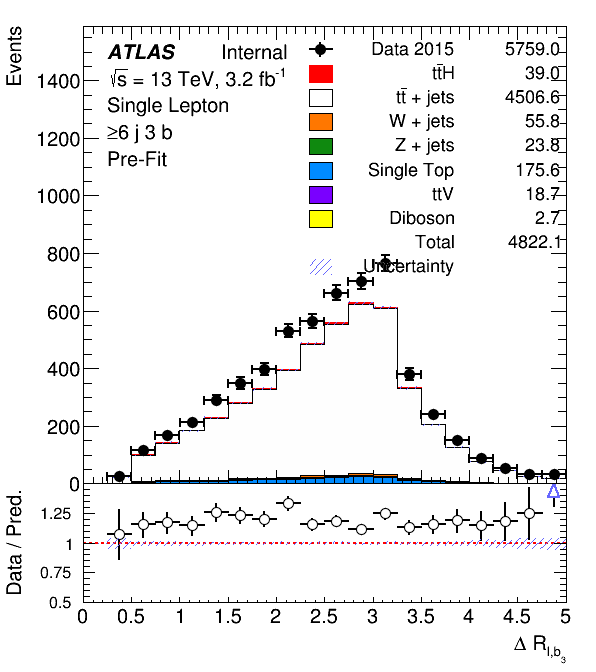 Events
ATLAS Internal
√s = 13 TeV, 3.2 fb⁻¹
Single Lepton
≥6 j 3 b
Pre-Fit
Data 2015 5759.0
tt̄H 39.0
tt̄ + jets 4506.6
W + jets 55.8
Z + jets 23.8
Single Top 175.6
ttV 18.7
Diboson 2.7
Total 4822.1
Uncertainty
1400
1200
1000
800
600
400
200
0
Data / Pred.
1.25
1
0.75
0.5
0 0.5 1 1.5 2 2.5 3 3.5 4 4.5 5
Δ R_{l,b_3}